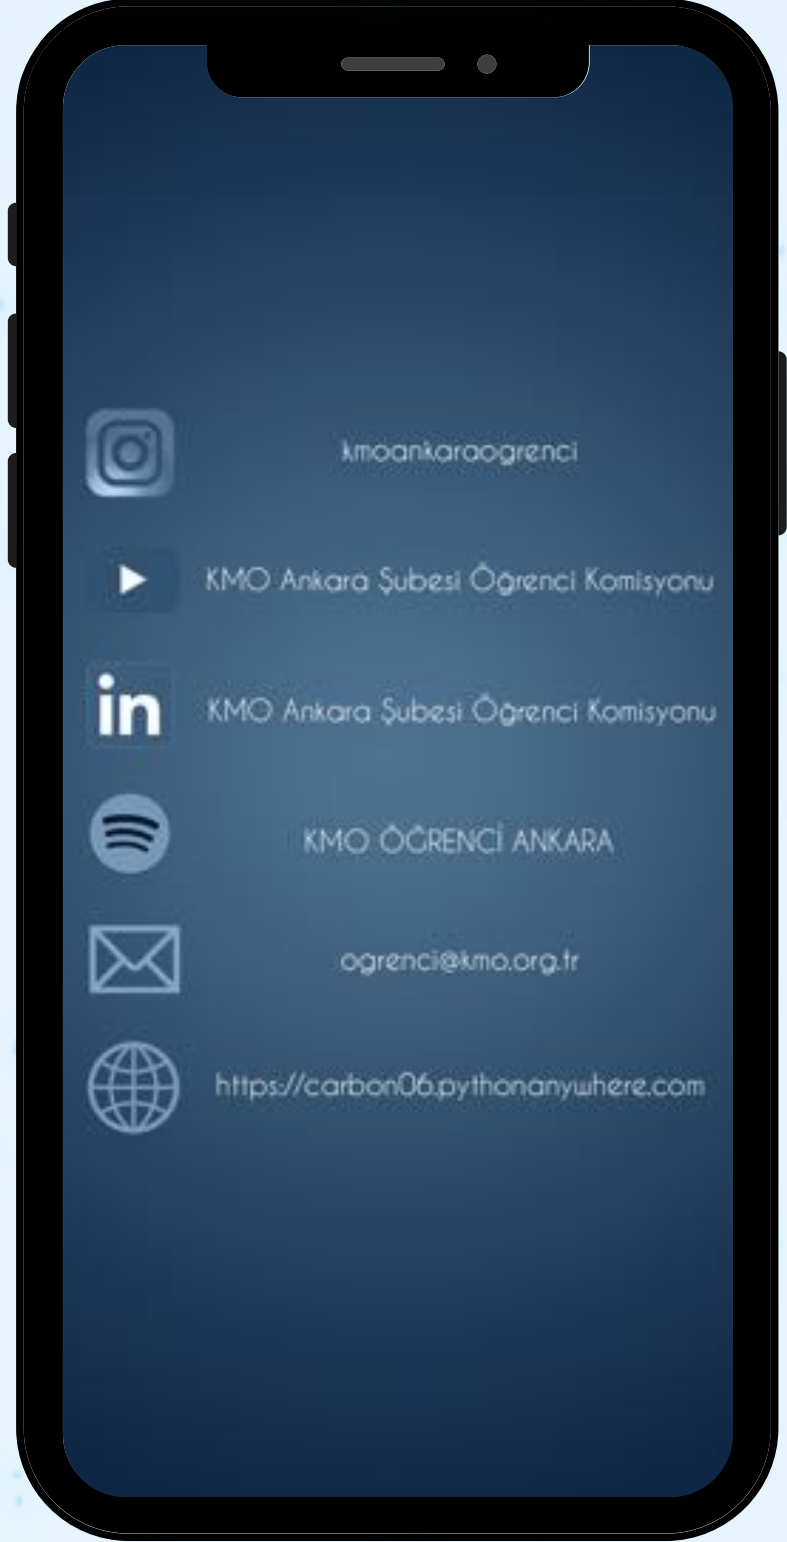 kmoankaraogrenci
KMO Ankara Şubesi Öğrenci Komisyonu
in
KMO Ankara Şubesi Öğrenci Komisyonu
KMO ÖĞRENCİ ANKARA
ogrenci@kmo.org.tr
https://carbon06.pythonanywhere.com